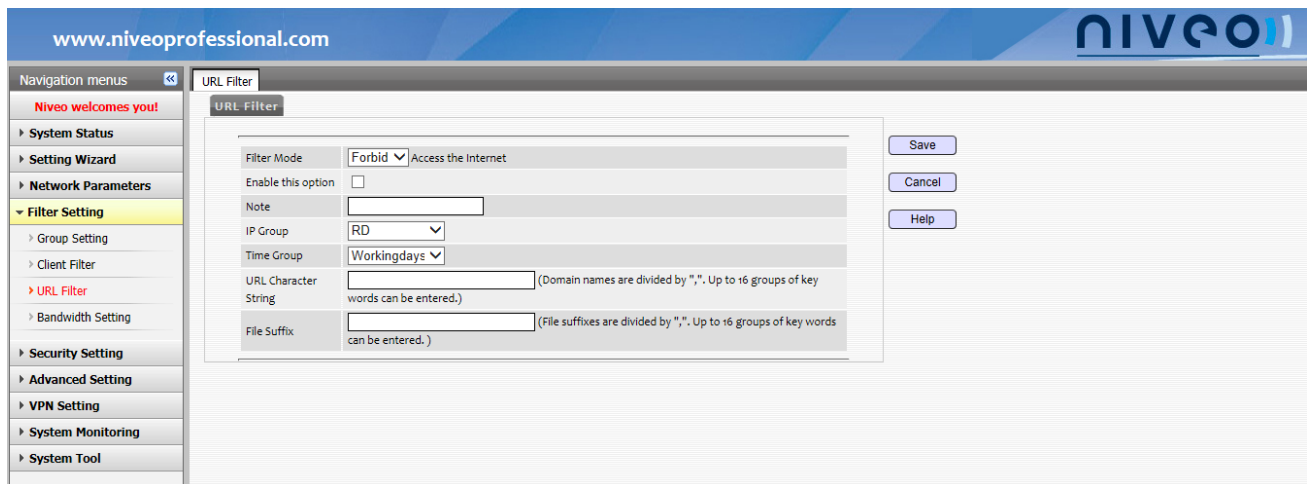 www.niveoprofessional.com
niveo
Navigation menus
Niveo welcomes you!
System Status
Setting Wizard
Network Parameters
Filter Setting
Group Setting
Client Filter
URL Filter
Bandwidth Setting
Security Setting
Advanced Setting
VPN Setting
System Monitoring
System Tool
URL Filter
URL Filter
Filter Mode Forbid Access the Internet
Enable this option
Note
IP Group RD
Time Group Workingdays
URL Character String (Domain names are divided by ",". Up to 16 groups of key
words can be entered.)
File Suffix (File suffixes are divided by ",". Up to 16 groups of key words
can be entered. )
Save
Cancel
Help